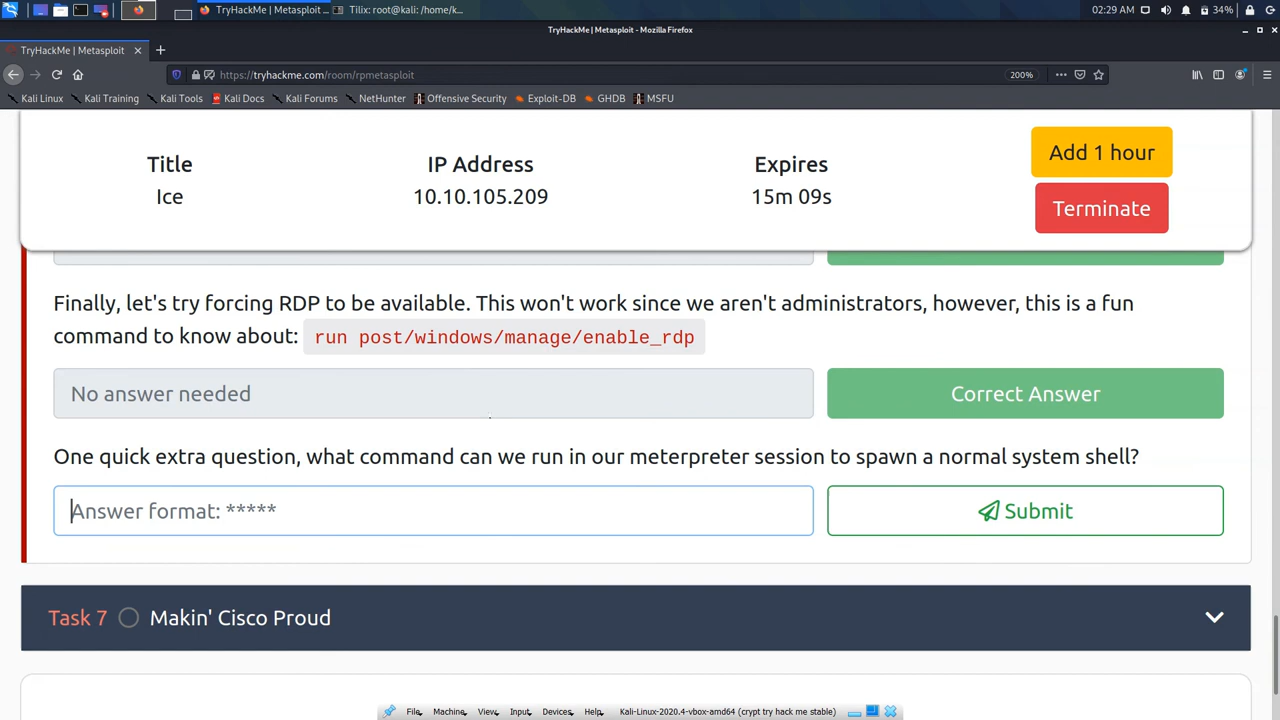 TryHackMe | Metasploit ...
Tilix: root@kali: /home/k...
02:29 AM
34%
TryHackMe | Metasploit - Mozilla Firefox
TryHackMe | Metasploit
https://tryhackme.com/room/rpmetasploit
200%
Kali Linux
Kali Training
Kali Tools
Kali Docs
Kali Forums
NetHunter
Offensive Security
Exploit-DB
GHDB
MSFU
Title
IP Address
Expires
Add 1 hour
Ice
10.10.105.209
15m 09s
Terminate
Finally, let's try forcing RDP to be available. This won't work since we aren't administrators, however, this is a fun
command to know about: run post/windows/manage/enable_rdp
No answer needed
Correct Answer
One quick extra question, what command can we run in our meterpreter session to spawn a normal system shell?
Answer format: *****
Submit
Task 7 Makin' Cisco Proud
File Machine View Input Devices Help Kali-Linux-2020.4-vbox-amd64 (crypt try hack me stable)